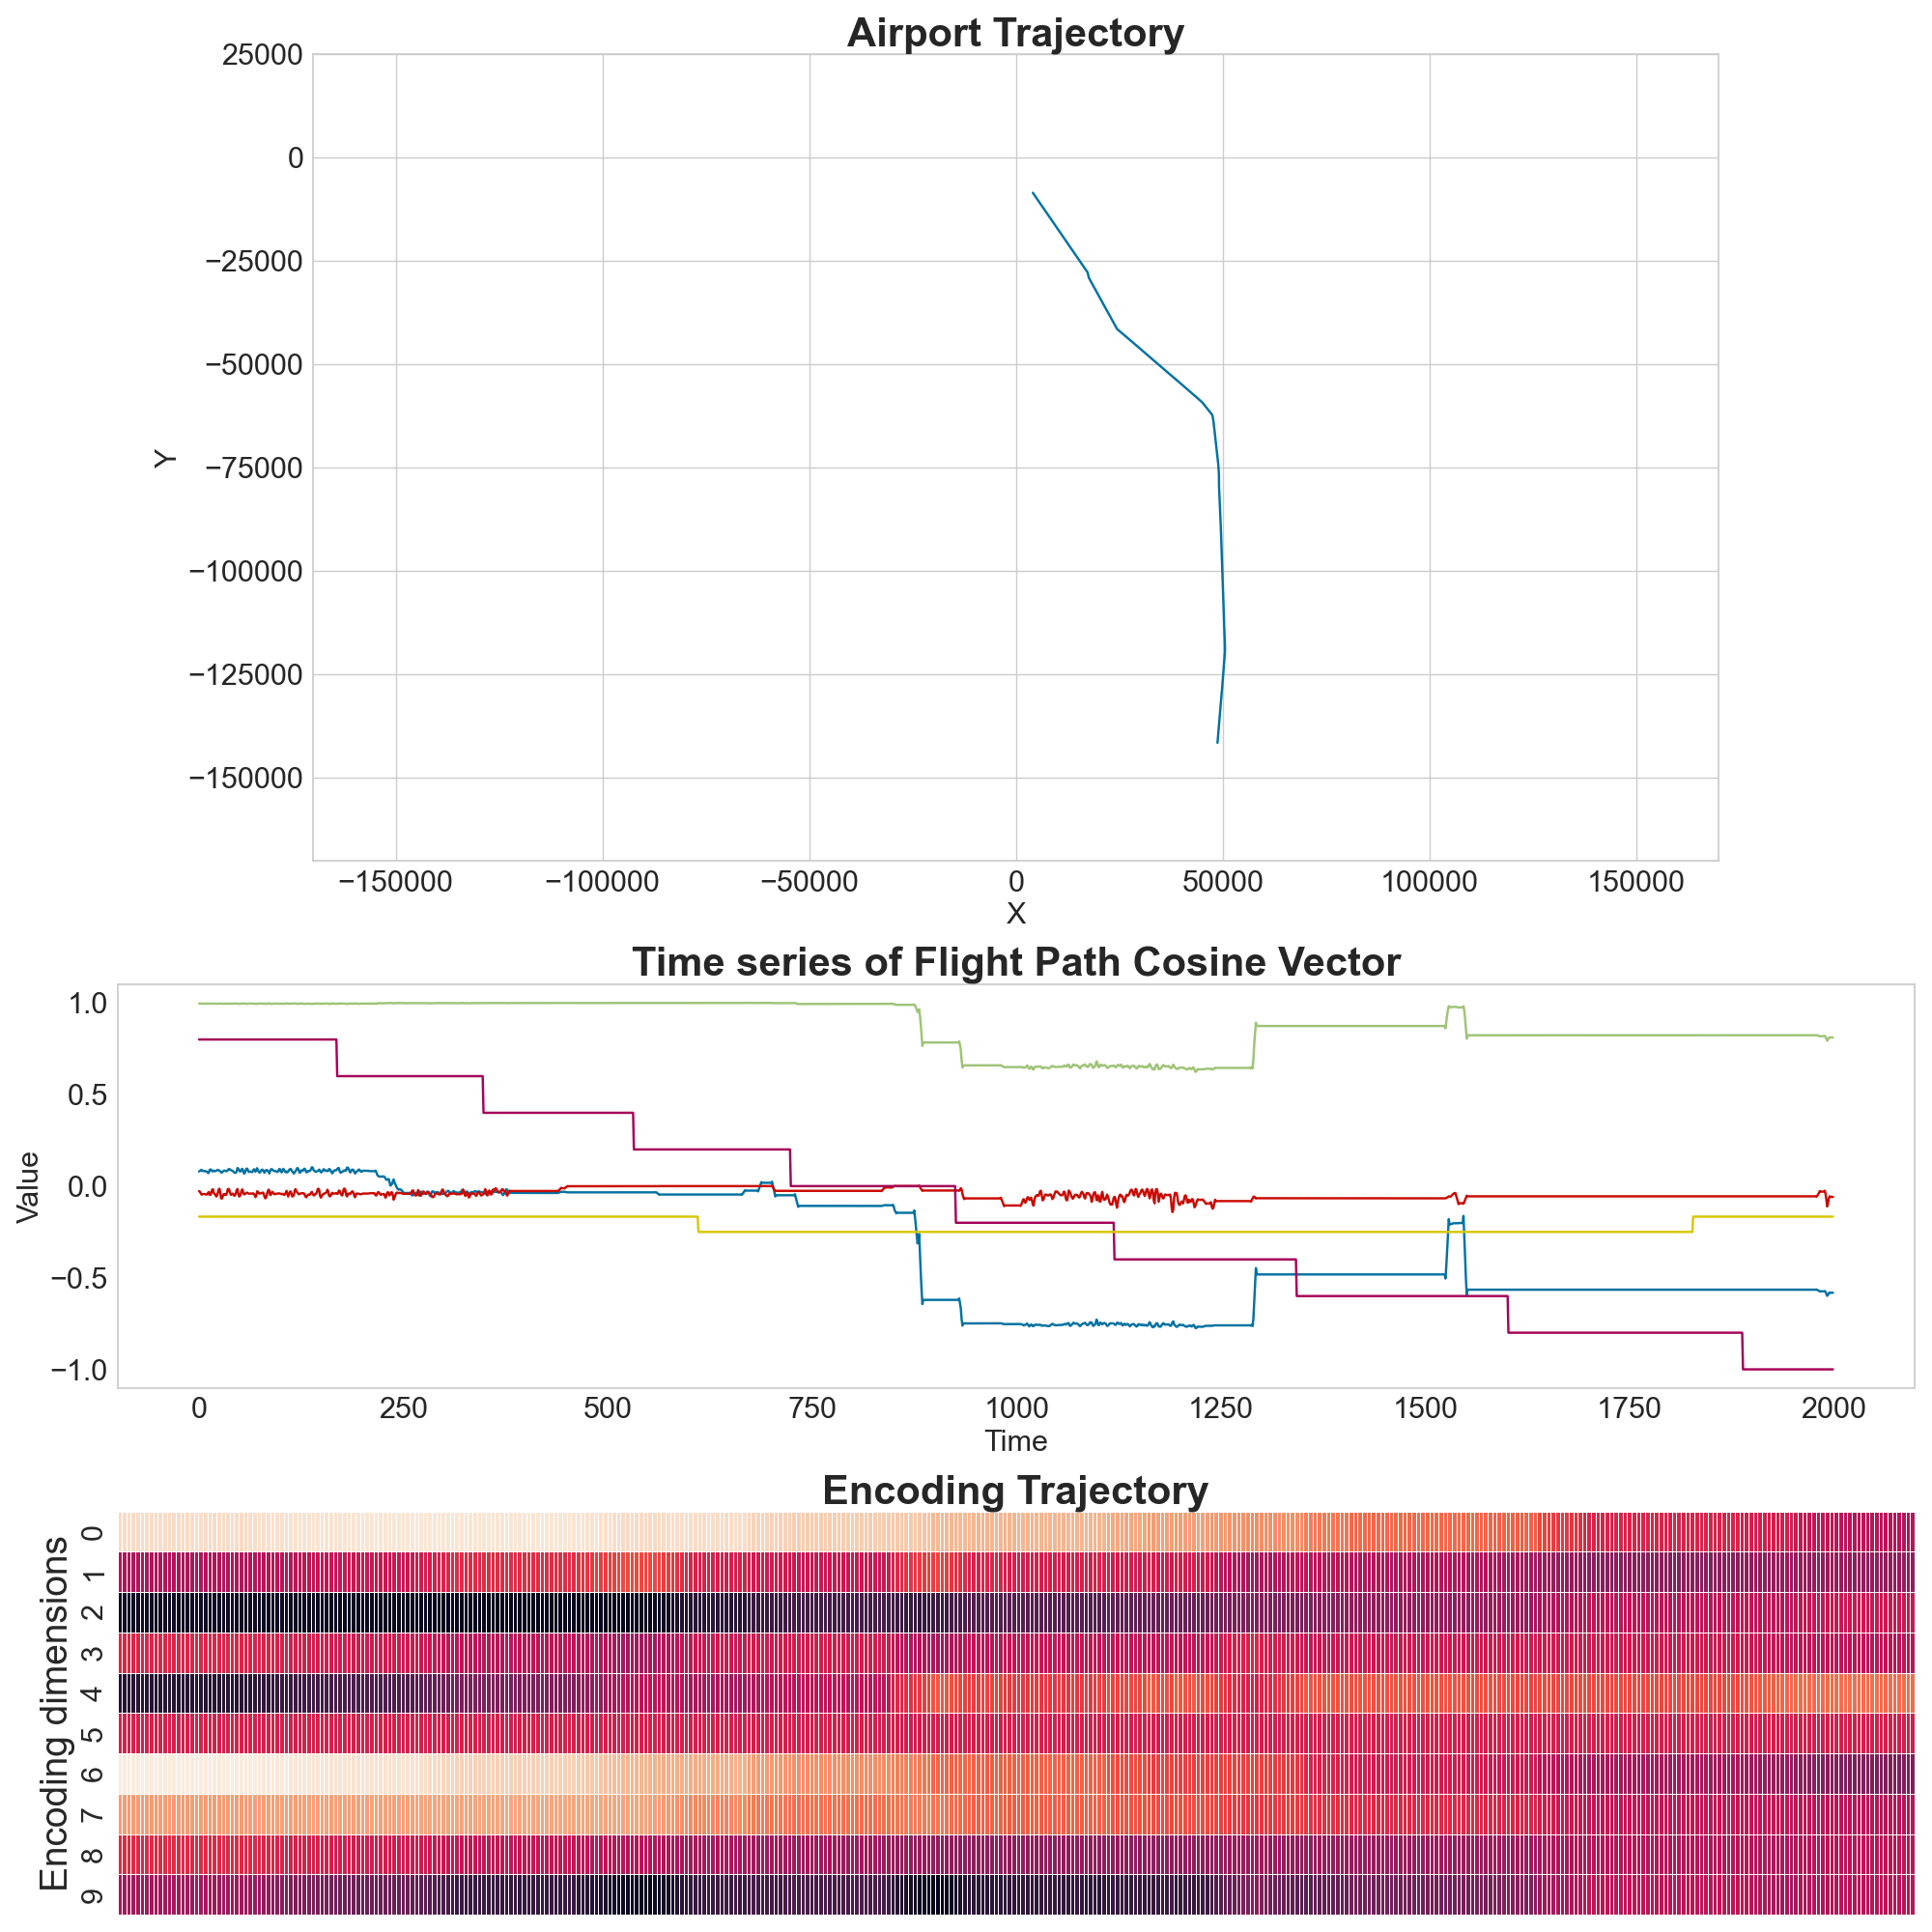 Airport Trajectory
25000
0
−25000
−50000
−75000
−100000
−125000
−150000
Y
−150000 −100000 −50000 0 50000 100000 150000
X
Time series of Flight Path Cosine Vector
1.0
0.5
0.0
−0.5
−1.0
Value
0 250 500 750 1000 1250 1500 1750 2000
Time
Encoding Trajectory
0
1
2
3
4
5
6
7
8
9
Encoding dimensions